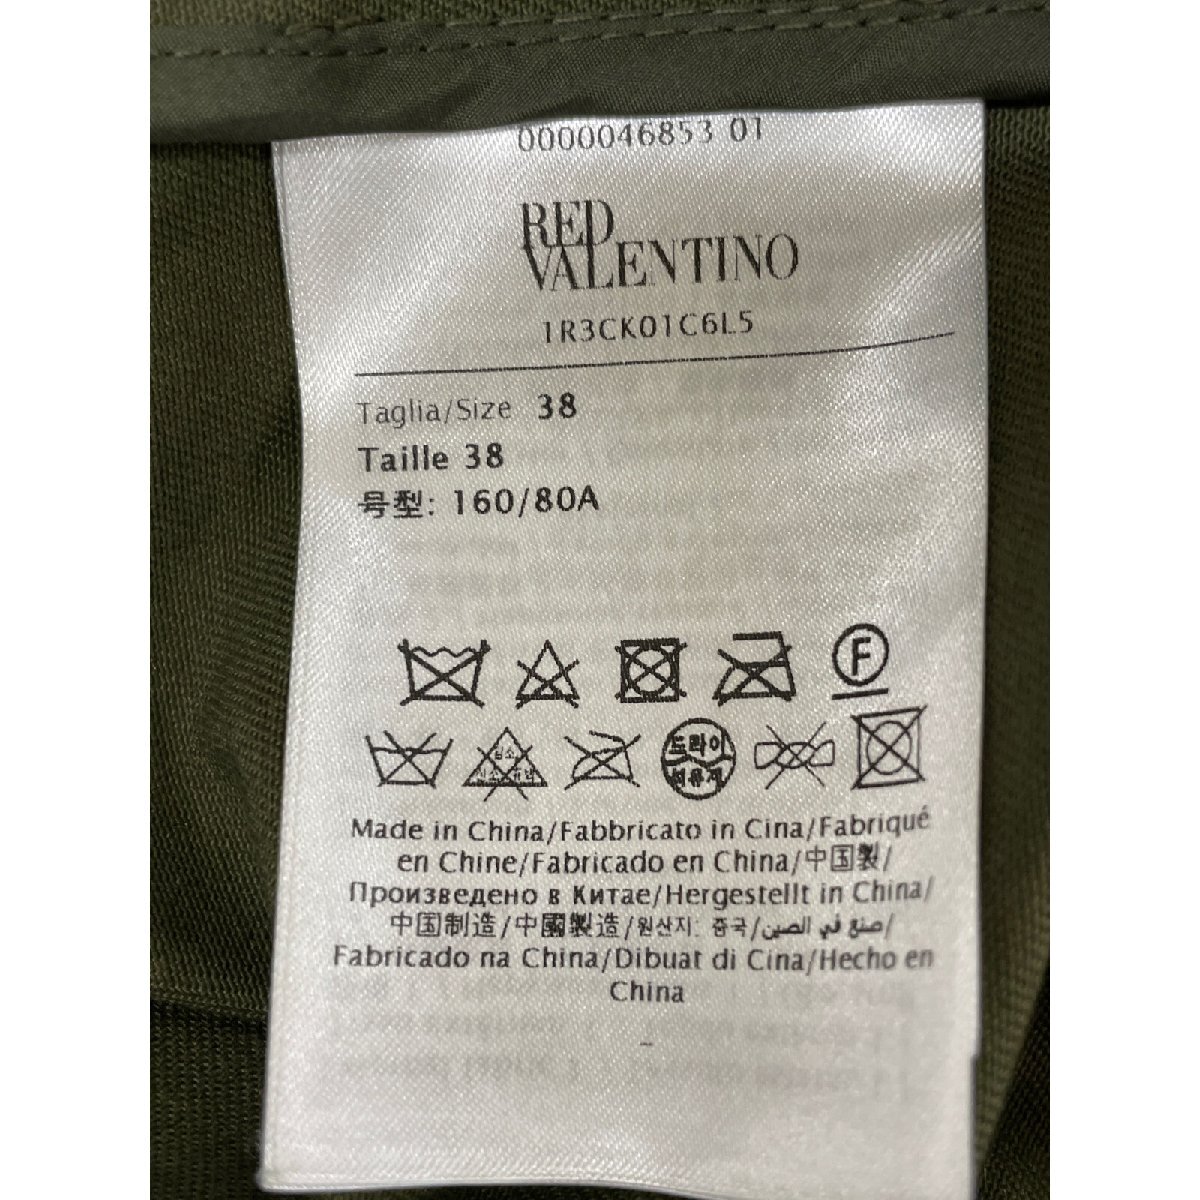 0000046853 01
RED
VALENTINO
1R3CK01C6L5
Taglia/Size 38
Taille 38
号型: 160/80A
F
드라이
석유계
Made in China/Fabbricato in Cina/Fabriqué
en Chine/Fabricado en China/中国製/
Произведено в Китае/Hergestellt in China/
中国制造/中國製造/원산지: 중국/صنع في الصين/
Fabricado na China/Dibuat di Cina/Hecho en
China